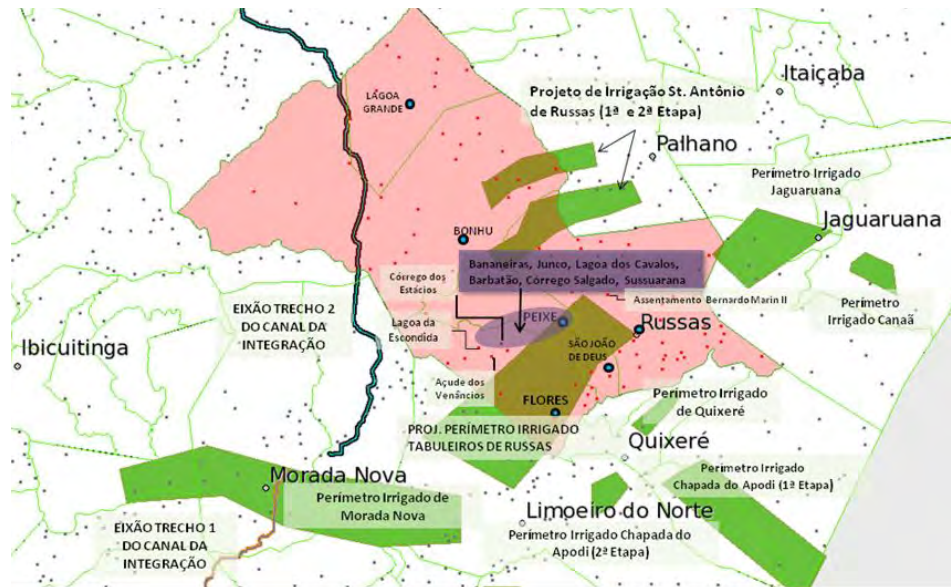 Itaiçaba
LAGOA
GRANDE
Projeto de Irrigação St. Antônio
de Russas (1ª e 2ª Etapa)
Palhano
Perímetro Irrigado
Jaguaruana
Jaguaruana
BONHU
Bananeiras, Junco, Lagoa dos Cavalos,
Barbatão, Córrego Salgado, Sussuarana
Córrego dos
Estácios
Assentamento Bernardo Marin II
Perímetro
Irrigado Canaã
EIXÃO TRECHO 2
DO CANAL DA
INTEGRAÇÃO
PEIXE
Russas
Lagoa da
Escondida
SÃO JOÃO
DE DEUS
Ibicuitinga
Açude dos
Venâncios
FLORES
Perímetro Irrigado
de Quixeré
PROJ. PERÍMETRO IRRIGADO
TABULEIROS DE RUSSAS
Quixeré
Morada Nova
Perímetro Irrigado
Chapada do Apodi (1ª Etapa)
Perímetro Irrigado de
Morada Nova
Limoeiro do Norte
EIXÃO TRECHO 1
DO CANAL DA
INTEGRAÇÃO
Perímetro Irrigado Chapada do
Apodi (2ª Etapa)